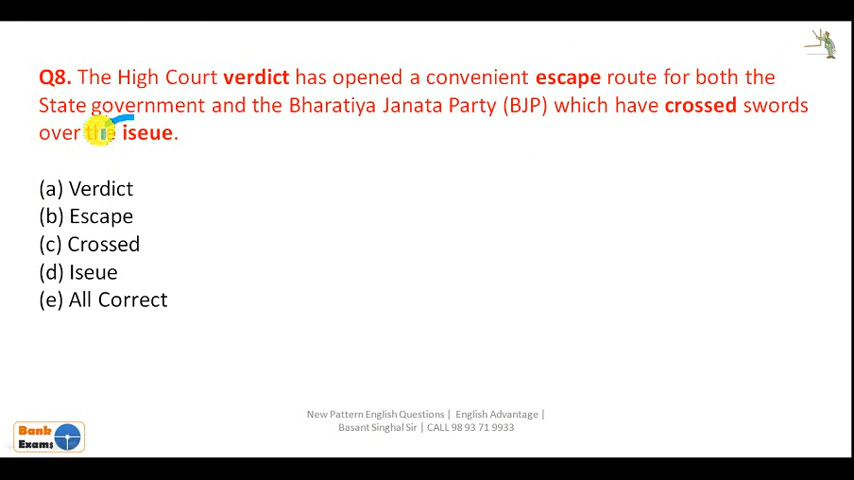 Q8. The High Court verdict has opened a convenient escape route for both the
State government and the Bharatiya Janata Party (BJP) which have crossed swords
over the iseue.
(a) Verdict
(b) Escape
(c) Crossed
(d) Iseue
(e) All Correct
New Pattern English Questions | English Advantage |
Basant Singhal Sir | CALL 98 93 71 9933
Bank
Exams